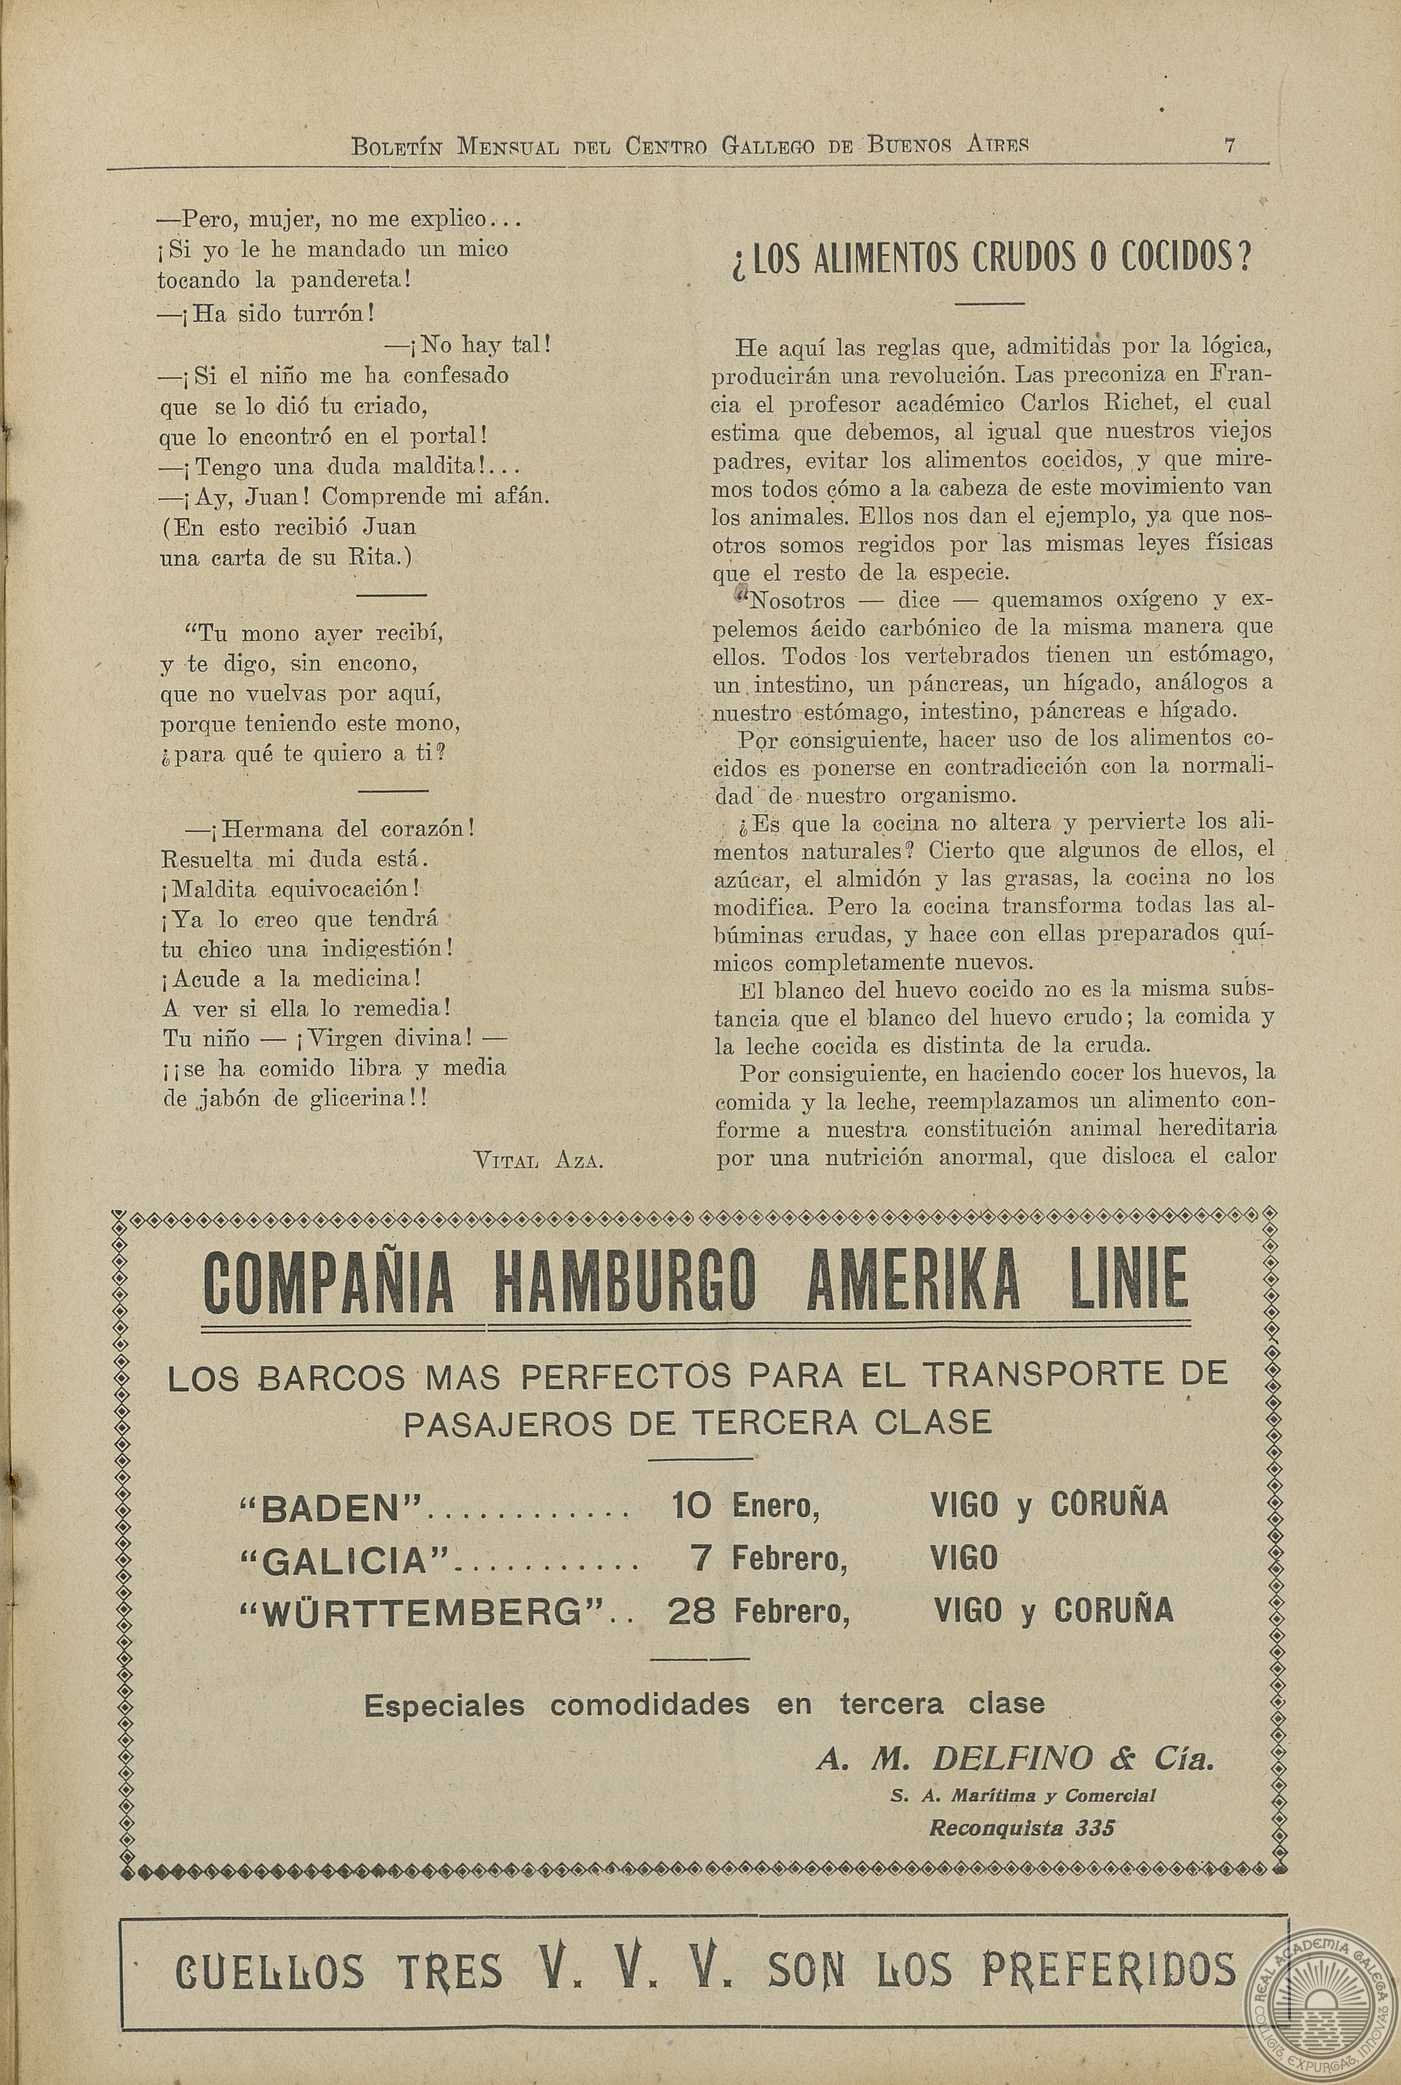 Boletín Mensual del Centro Gallego de Buenos Aires 7
—Pero, mujer, no me explico...
¡Si yo le he mandado un mico
tocando la pandereta!
—¡Ha sido turrón!
—¡No hay tal!
—¡Si el niño me ha confesado
que se lo dió tu criado,
que lo encontró en el portal!
—¡Tengo una duda maldita!...
—¡Ay, Juan! Comprende mi afán.
(En esto recibió Juan
una carta de su Rita.)
“Tu mono ayer recibí,
y te digo, sin encono,
que no vuelvas por aquí,
porque teniendo este mono,
¿para qué te quiero a ti?
—¡Hermana del corazón!
Resuelta mi duda está.
¡Maldita equivocación!
¡Ya lo creo que tendrá
tu chico una indigestión!
¡Acude a la medicina!
A ver si ella lo remedia!
Tu niño — ¡Virgen divina! —
¡¡se ha comido libra y media
de jabón de glicerina!!
Vital Aza.
¿LOS ALIMENTOS CRUDOS O COCIDOS?
He aquí las reglas que, admitidas por la lógica,
producirán una revolución. Las preconiza en Fran-
cia el profesor académico Carlos Richet, el cual
estima que debemos, al igual que nuestros viejos
padres, evitar los alimentos cocidos, y que mire-
mos todos cómo a la cabeza de este movimiento van
los animales. Ellos nos dan el ejemplo, ya que nos-
otros somos regidos por las mismas leyes físicas
que el resto de la especie.
“Nosotros — dice — quemamos oxígeno y ex-
pelemos ácido carbónico de la misma manera que
ellos. Todos los vertebrados tienen un estómago,
un intestino, un páncreas, un hígado, análogos a
nuestro estómago, intestino, páncreas e hígado.
Por consiguiente, hacer uso de los alimentos co-
cidos es ponerse en contradicción con la normali-
dad de nuestro organismo.
¿Es que la cocina no altera y pervierte los ali-
mentos naturales? Cierto que algunos de ellos, el
azúcar, el almidón y las grasas, la cocina no los
modifica. Pero la cocina transforma todas las al-
búminas crudas, y hace con ellas preparados quí-
micos completamente nuevos.
El blanco del huevo cocido no es la misma subs-
tancia que el blanco del huevo crudo; la comida y
la leche cocida es distinta de la cruda.
Por consiguiente, en haciendo cocer los huevos, la
comida y la leche, reemplazamos un alimento con-
forme a nuestra constitución animal hereditaria
por una nutrición anormal, que disloca el calor
COMPAÑIA HAMBURGO AMERIKA LINIE
LOS BARCOS MAS PERFECTOS PARA EL TRANSPORTE DE
PASAJEROS DE TERCERA CLASE
“BADEN”............ 10 Enero, VIGO y CORUÑA
“GALICIA”........... 7 Febrero, VIGO
“WÜRTTEMBERG”.. 28 Febrero, VIGO y CORUÑA
Especiales comodidades en tercera clase
A. M. DELFINO & Cía.
S. A. Marítima y Comercial
Reconquista 335
CUELLOS TRES V. V. V. SON LOS PREFERIDOS
REAL ACADEMIA GALEGA
COLLIGIT, EXPURGAT, INNOVAT